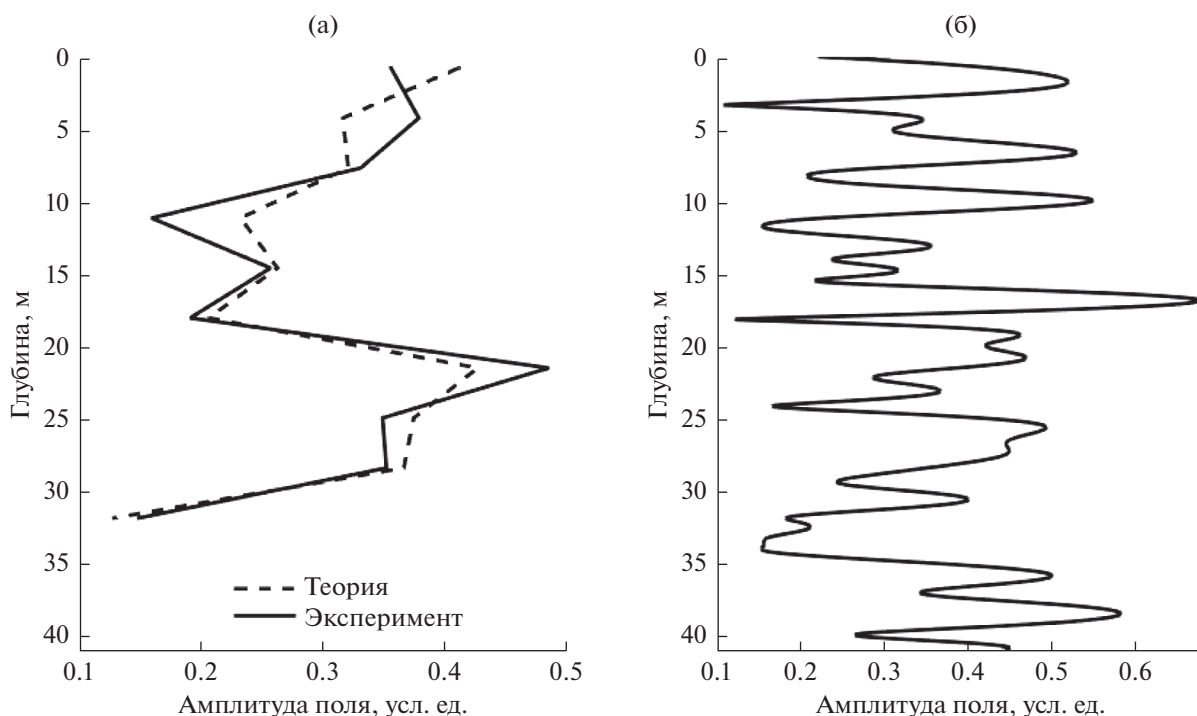 (а)
0
5
10
15
20
25
30
35
40
Глубина, м
Теория
Эксперимент
0.1 0.2 0.3 0.4 0.5
Амплитуда поля, усл. ед.
(б)
0
5
10
15
20
25
30
35
40
Глубина, м
0.1 0.2 0.3 0.4 0.5 0.6
Амплитуда поля, усл. ед.